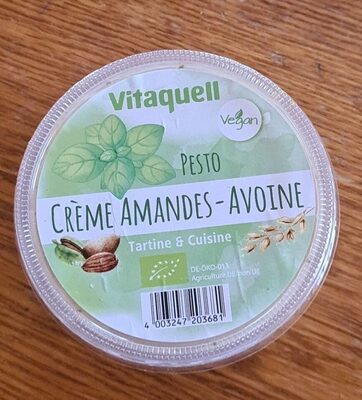 Vitaquell
Vegan
PESTO
CRÈME AMANDES-AVOINE
Tartine & Cuisine
DE-ÖKO-013
Agriculture UE/non UE
4 003247 203681